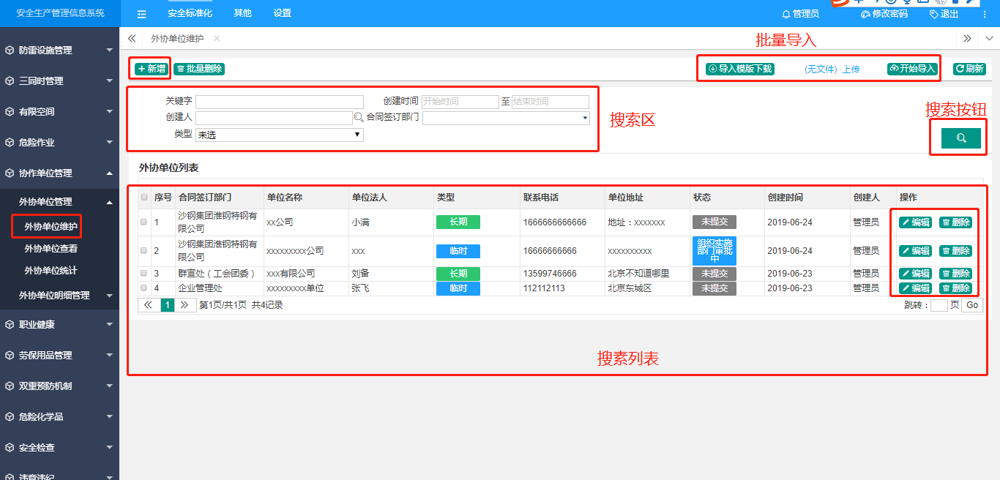 安全生产管理信息系统
安全标准化 其他 设置
管理员 修改密码 退出
外协单位维护
批量导入
新增 批量删除
导入模版下载 (无文件) 上传 开始导入 刷新
关键字 创建时间 开始时间 至 结束时间
创建人 合同签订部门
类型 未选
搜索区
搜索按钮
外协单位列表
序号 合同签订部门 单位名称 单位法人 类型 联系电话 单位地址 状态 创建时间 创建人 操作
1 沙钢集团淮钢特钢有限公司 xx公司 小满 长期 1666666666666 地址：xxxxxxx 未提交 2019-06-24 管理员 编辑 删除
2 沙钢集团淮钢特钢有限公司 xxxxxxxxx公司 xxx 临时 16666666666 xxxxxxxxxx 组织实施部门审批中 2019-06-24 管理员 编辑 删除
3 群宣处（工会团委） xxx有限公司 刘备 长期 13599746666 北京不知道哪里 未提交 2019-06-23 管理员 编辑 删除
4 企业管理处 xxxxxxxxx单位 张飞 临时 112112113 北京东城区 未提交 2019-06-23 管理员 编辑 删除
1 第1页/共1页 共4记录 跳转： 页 Go
搜素列表
防雷设施管理
三同时管理
有限空间
危险作业
协作单位管理
外协单位管理
外协单位维护
外协单位查看
外协单位统计
外协单位明细管理
职业健康
劳保用品管理
双重预防机制
危险化学品
安全检查
违章违纪